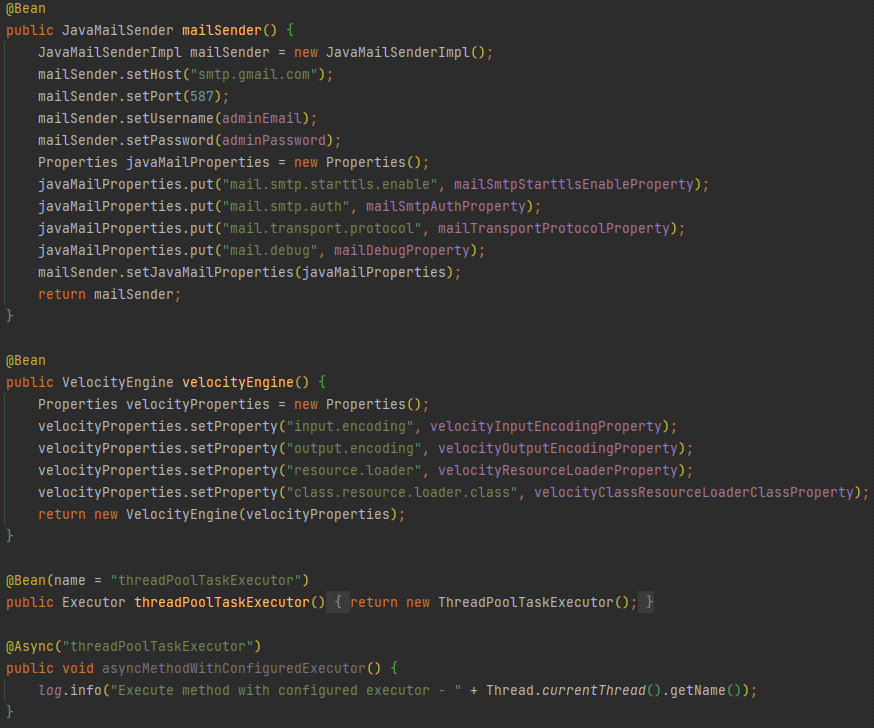 @Bean
public JavaMailSender mailSender() {
    JavaMailSenderImpl mailSender = new JavaMailSenderImpl();
    mailSender.setHost("smtp.gmail.com");
    mailSender.setPort(587);
    mailSender.setUsername(adminEmail);
    mailSender.setPassword(adminPassword);
    Properties javaMailProperties = new Properties();
    javaMailProperties.put("mail.smtp.starttls.enable", mailSmtpStarttlsEnableProperty);
    javaMailProperties.put("mail.smtp.auth", mailSmtpAuthProperty);
    javaMailProperties.put("mail.transport.protocol", mailTransportProtocolProperty);
    javaMailProperties.put("mail.debug", mailDebugProperty);
    mailSender.setJavaMailProperties(javaMailProperties);
    return mailSender;
}
@Bean
public VelocityEngine velocityEngine() {
    Properties velocityProperties = new Properties();
    velocityProperties.setProperty("input.encoding", velocityInputEncodingProperty);
    velocityProperties.setProperty("output.encoding", velocityOutputEncodingProperty);
    velocityProperties.setProperty("resource.loader", velocityResourceLoaderProperty);
    velocityProperties.setProperty("class.resource.loader.class", velocityClassResourceLoaderClassProperty);
    return new VelocityEngine(velocityProperties);
}
@Bean(name = "threadPoolTaskExecutor")
public Executor threadPoolTaskExecutor() { return new ThreadPoolTaskExecutor(); }
@Async("threadPoolTaskExecutor")
public void asyncMethodWithConfiguredExecutor() {
    log.info("Execute method with configured executor - " + Thread.currentThread().getName());
}